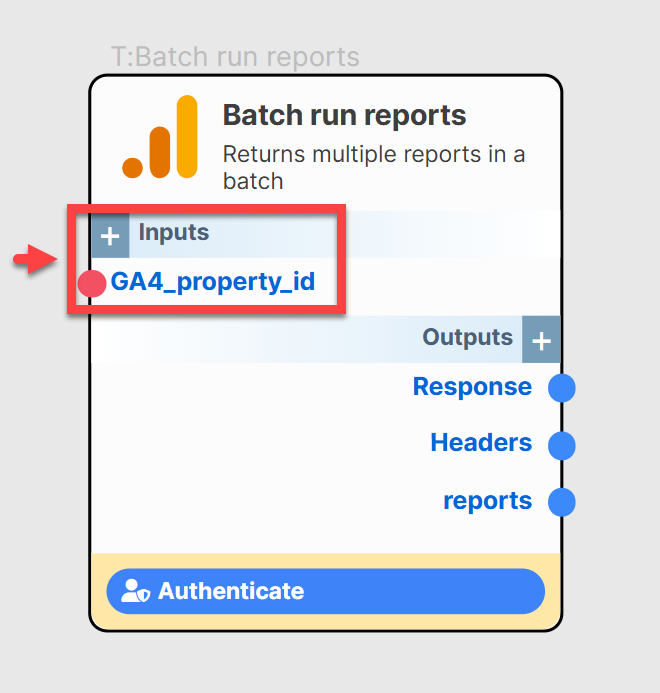 T:Batch run reports
Batch run reports
Returns multiple reports in a
batch
+ Inputs
GA4_property_id
Outputs +
Response
Headers
reports
Authenticate